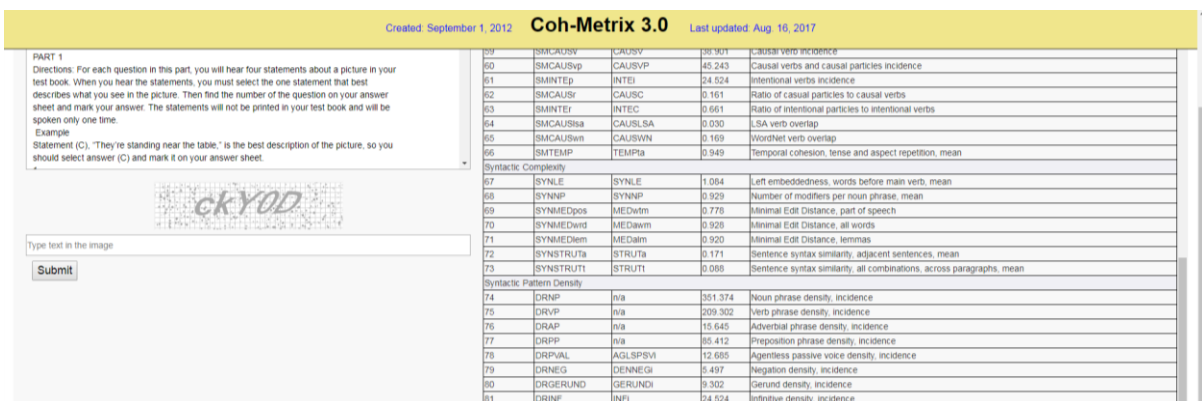 Created: September 1, 2012 Coh-Metrix 3.0 Last updated: Aug. 16, 2017
PART 1
Directions: For each question in this part, you will hear four statements about a picture in your
test book. When you hear the statements, you must select the one statement that best
describes what you see in the picture. Then find the number of the question on your answer
sheet and mark your answer. The statements will not be printed in your test book and will be
spoken only one time.
Example
Statement (C), "They're standing near the table," is the best description of the picture, so you
should select answer (C) and mark it on your answer sheet.
ckY0D
Type text in the image
Submit
59 SMCAUSv CAUSV 38.901 Causal verb incidence
60 SMCAUSvp CAUSVP 45.243 Causal verbs and causal particles incidence
61 SMINTEp INTEi 24.524 Intentional verbs incidence
62 SMCAUSr CAUSC 0.161 Ratio of casual particles to causal verbs
63 SMINTEr INTEC 0.661 Ratio of intentional particles to intentional verbs
64 SMCAUSlsa CAUSLSA 0.030 LSA verb overlap
65 SMCAUSwn CAUSWN 0.169 WordNet verb overlap
66 SMTEMP TEMPta 0.949 Temporal cohesion, tense and aspect repetition, mean
Syntactic Complexity
67 SYNLE SYNLE 1.084 Left embeddedness, words before main verb, mean
68 SYNNP SYNNP 0.929 Number of modifiers per noun phrase, mean
69 SYNMEDpos MEDwtm 0.778 Minimal Edit Distance, part of speech
70 SYNMEDwrd MEDawm 0.928 Minimal Edit Distance, all words
71 SYNMEDlem MEDalm 0.920 Minimal Edit Distance, lemmas
72 SYNSTRUTa STRUTa 0.171 Sentence syntax similarity, adjacent sentences, mean
73 SYNSTRUTt STRUTt 0.088 Sentence syntax similarity, all combinations, across paragraphs, mean
Syntactic Pattern Density
74 DRNP n/a 351.374 Noun phrase density, incidence
75 DRVP n/a 209.302 Verb phrase density, incidence
76 DRAP n/a 15.645 Adverbial phrase density, incidence
77 DRPP n/a 85.412 Preposition phrase density, incidence
78 DRPVAL AGLSPSVi 12.685 Agentless passive voice density, incidence
79 DRNEG DENNEGi 5.497 Negation density, incidence
80 DRGERUND GERUNDi 9.302 Gerund density, incidence
81 DRINF INFi 24.524 Infinitive density, incidence